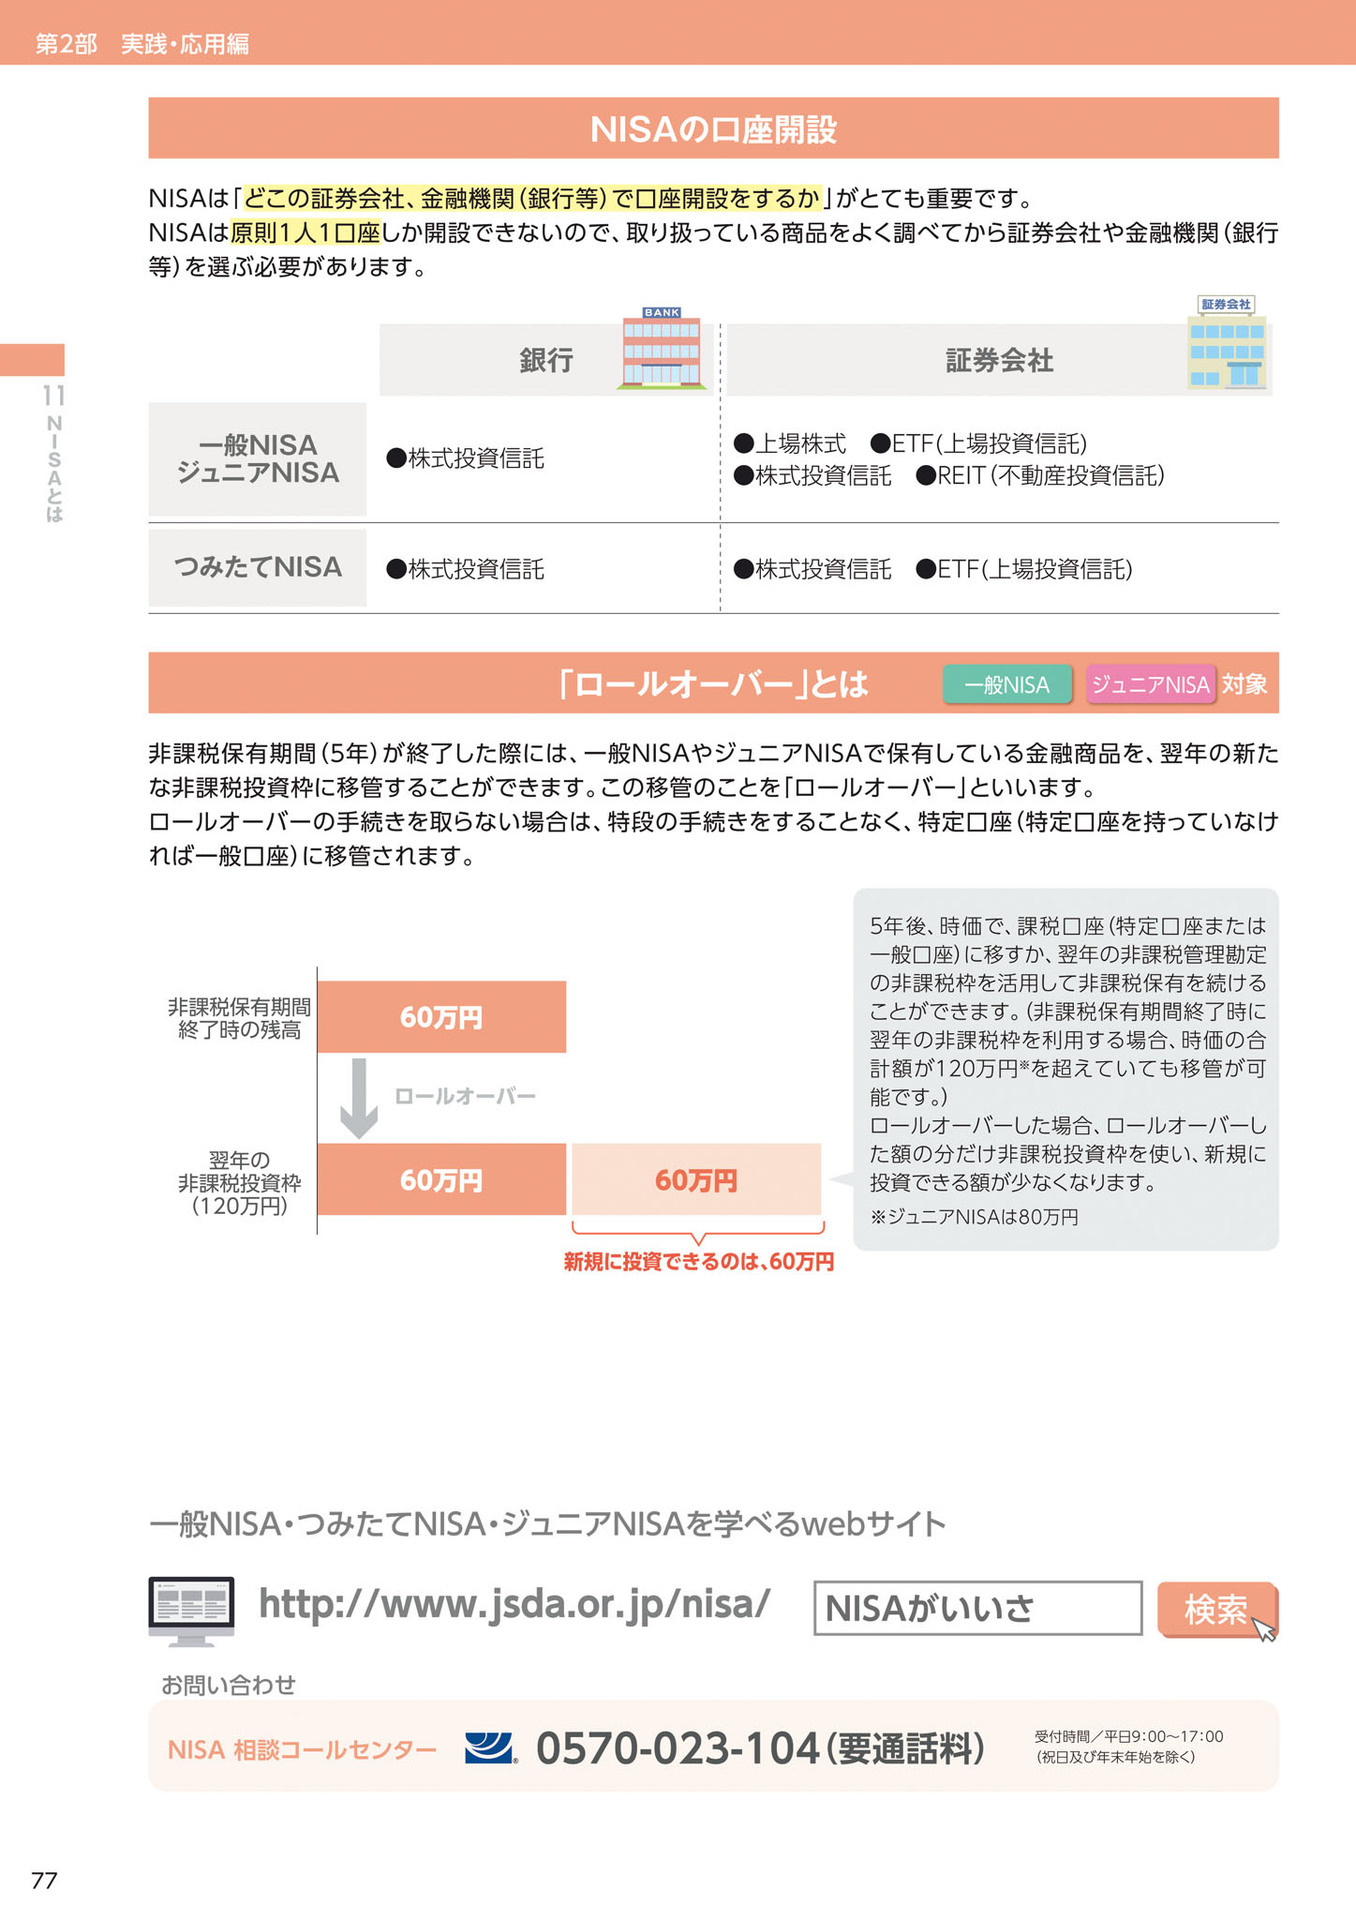 第2部　実践・応用編
NISAの口座開設
NISAは「どこの証券会社、金融機関（銀行等）で口座開設をするか」がとても重要です。
NISAは原則1人1口座しか開設できないので、取り扱っている商品をよく調べてから証券会社や金融機関（銀行
等）を選ぶ必要があります。
11 NISAとは
BANK
銀行
証券会社
証券会社
一般NISA
ジュニアNISA
●株式投資信託
●上場株式　●ETF(上場投資信託)
●株式投資信託　●REIT（不動産投資信託）
つみたてNISA
●株式投資信託
●株式投資信託　●ETF(上場投資信託)
「ロールオーバー」とは
一般NISA ジュニアNISA 対象
非課税保有期間（5年）が終了した際には、一般NISAやジュニアNISAで保有している金融商品を、翌年の新た
な非課税投資枠に移管することができます。この移管のことを「ロールオーバー」といいます。
ロールオーバーの手続きを取らない場合は、特段の手続きをすることなく、特定口座（特定口座を持っていなけ
れば一般口座）に移管されます。
非課税保有期間
終了時の残高
60万円
ロールオーバー
翌年の
非課税投資枠
（120万円）
60万円
60万円
新規に投資できるのは、60万円
5年後、時価で、課税口座（特定口座または
一般口座）に移すか、翌年の非課税管理勘定
の非課税枠を活用して非課税保有を続ける
ことができます。（非課税保有期間終了時に
翌年の非課税枠を利用する場合、時価の合
計額が120万円※を超えていても移管が可
能です。）
ロールオーバーした場合、ロールオーバーし
た額の分だけ非課税投資枠を使い、新規に
投資できる額が少なくなります。
※ジュニアNISAは80万円
一般NISA・つみたてNISA・ジュニアNISAを学べるwebサイト
http://www.jsda.or.jp/nisa/
NISAがいいさ
検索
お問い合わせ
NISA 相談コールセンター
0570-023-104（要通話料）
受付時間／平日9：00～17：00
（祝日及び年末年始を除く）
77